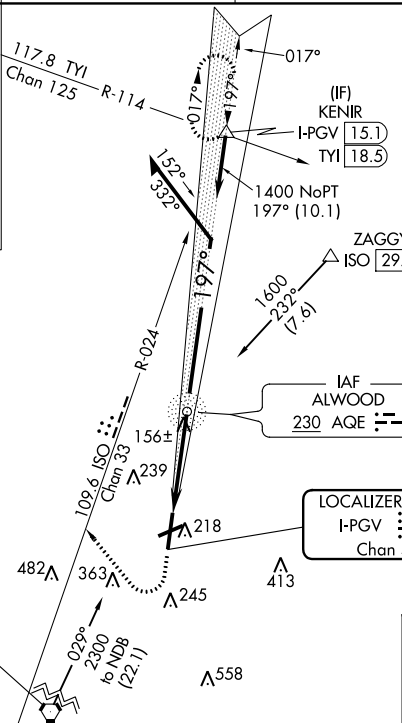 117.8 TYI
Chan 125
R-114
017°
197°
017°
(IF)
KENIR
I-PGV 15.1
TYI 18.5
152°
332°
1400 NoPT
197° (10.1)
197°
ZAGGY
ISO 29.
1600
232°
(7.6)
R-024
109.6 ISO
Chan 33
IAF
ALWOOD
230 AQE
156±
239
218
LOCALIZER
I-PGV
Chan
482
363
245
413
029°
2300
to NDB
(22.1)
558